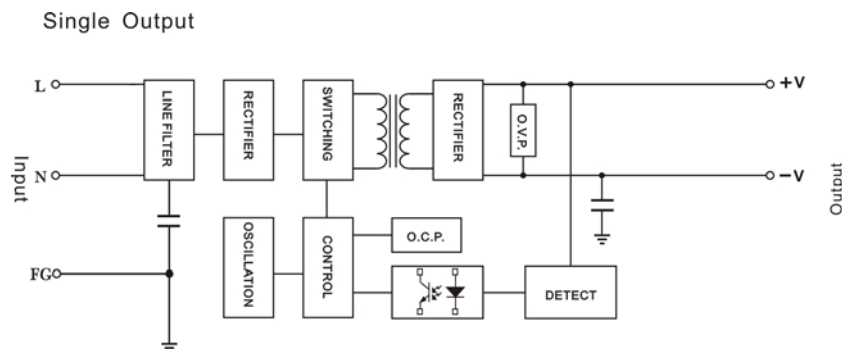 Single Output
L
LINE FILTER
RECTIFIER
SWITCHING
RECTIFIER
O.V.P.
+V
Input
N
-V
Output
OSCILLATION
CONTROL
O.C.P.
FG
DETECT